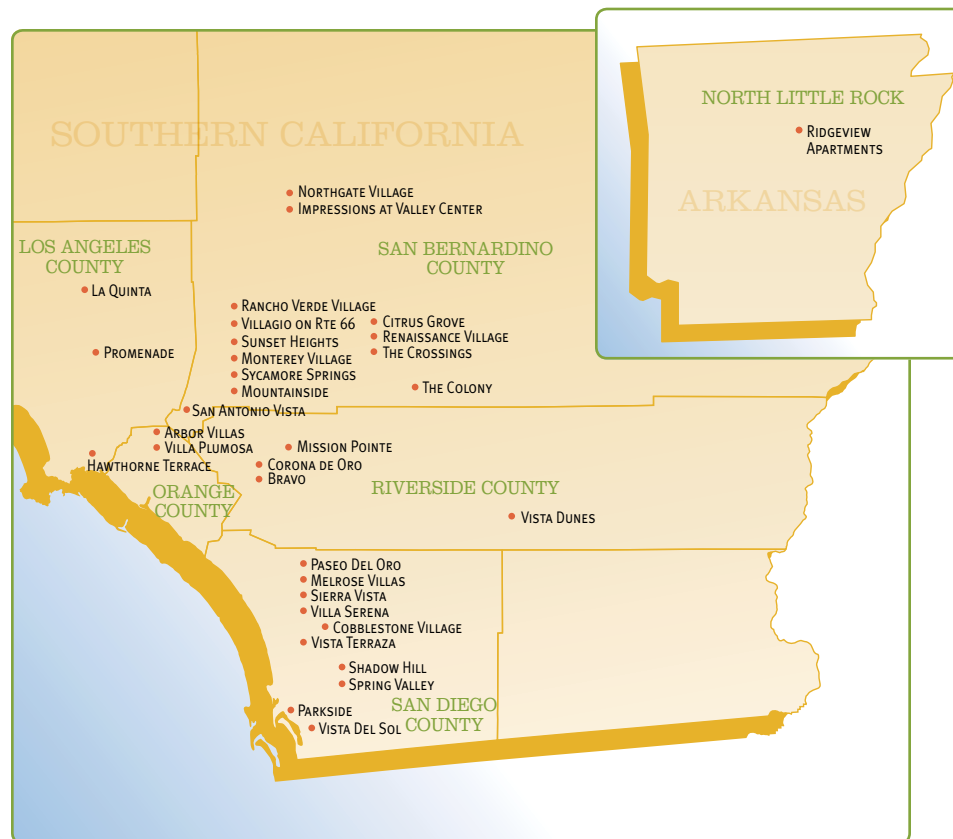 NORTH LITTLE ROCK
RIDGEVIEW
APARTMENTS
ARKANSAS
SOUTHERN CALIFORNIA
NORTHGATE VILLAGE
IMPRESSIONS AT VALLEY CENTER
LOS ANGELES
COUNTY
SAN BERNARDINO
COUNTY
LA QUINTA
PROMENADE
RANCHO VERDE VILLAGE
VILLAGIO ON RTE 66
SUNSET HEIGHTS
MONTEREY VILLAGE
SYCAMORE SPRINGS
MOUNTAINSIDE
CITRUS GROVE
RENAISSANCE VILLAGE
THE CROSSINGS
THE COLONY
SAN ANTONIO VISTA
ARBOR VILLAS
VILLA PLUMOSA
HAWTHORNE TERRACE
MISSION POINTE
CORONA DE ORO
BRAVO
ORANGE
COUNTY
RIVERSIDE COUNTY
VISTA DUNES
PASEO DEL ORO
MELROSE VILLAS
SIERRA VISTA
VILLA SERENA
COBBLESTONE VILLAGE
VISTA TERRAZA
SHADOW HILL
SPRING VALLEY
PARKSIDE
VISTA DEL SOL
SAN DIEGO
COUNTY